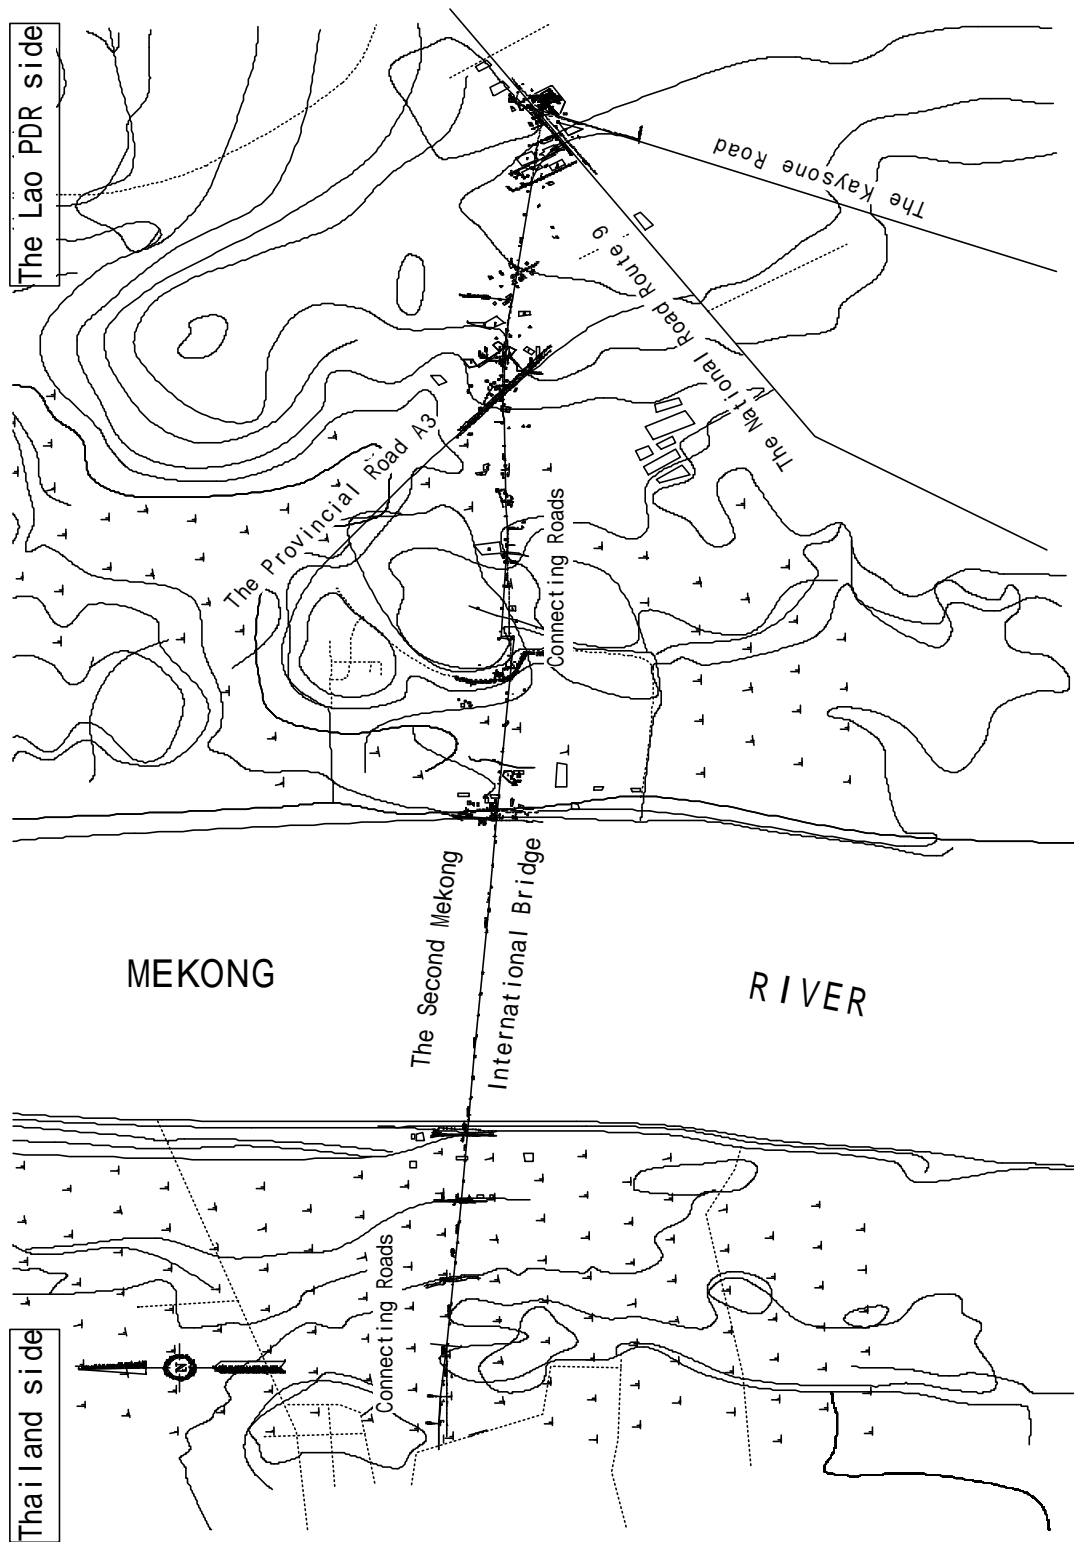 The Lao PDR side
The Kaysone Road
The National Road Route 9
The Provincial Road A3
Connecting Roads
The Second Mekong
International Bridge
MEKONG
RIVER
Connecting Roads
Thailand side
N